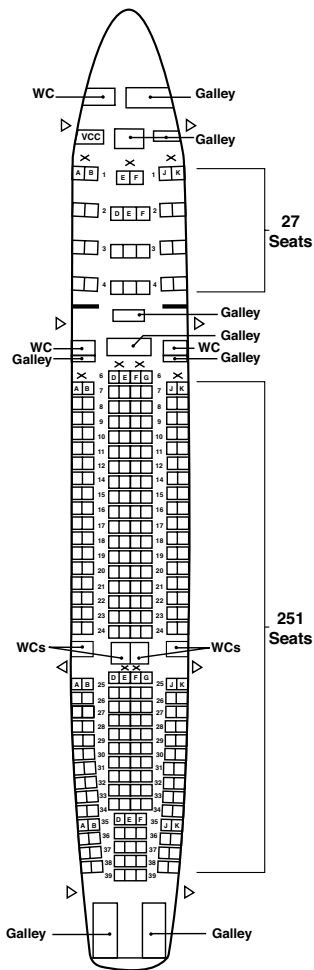 WC
Galley
VCC
Galley
A B 1 E F 1 J K
2 D E F 2
27
Seats
3 3
4 4
Galley
Galley
WC WC
Galley Galley
6 D E F G 6
A B 7 7 J K
8 8
9 9
10 10
11 11
12 12
14 14
15 15
16 16
17 17
18 18
19 19
20 20
21 21
22 22
23 23
24 24
251
Seats
WCs WCs
A B 25 D E F G 25 J K
26 26
27 27
28 28
29 29
30 30
31 31
32 32
33 33
34 34
A B 35 D E F 35 J K
36 36
37 37
38 38
39 39
Galley Galley